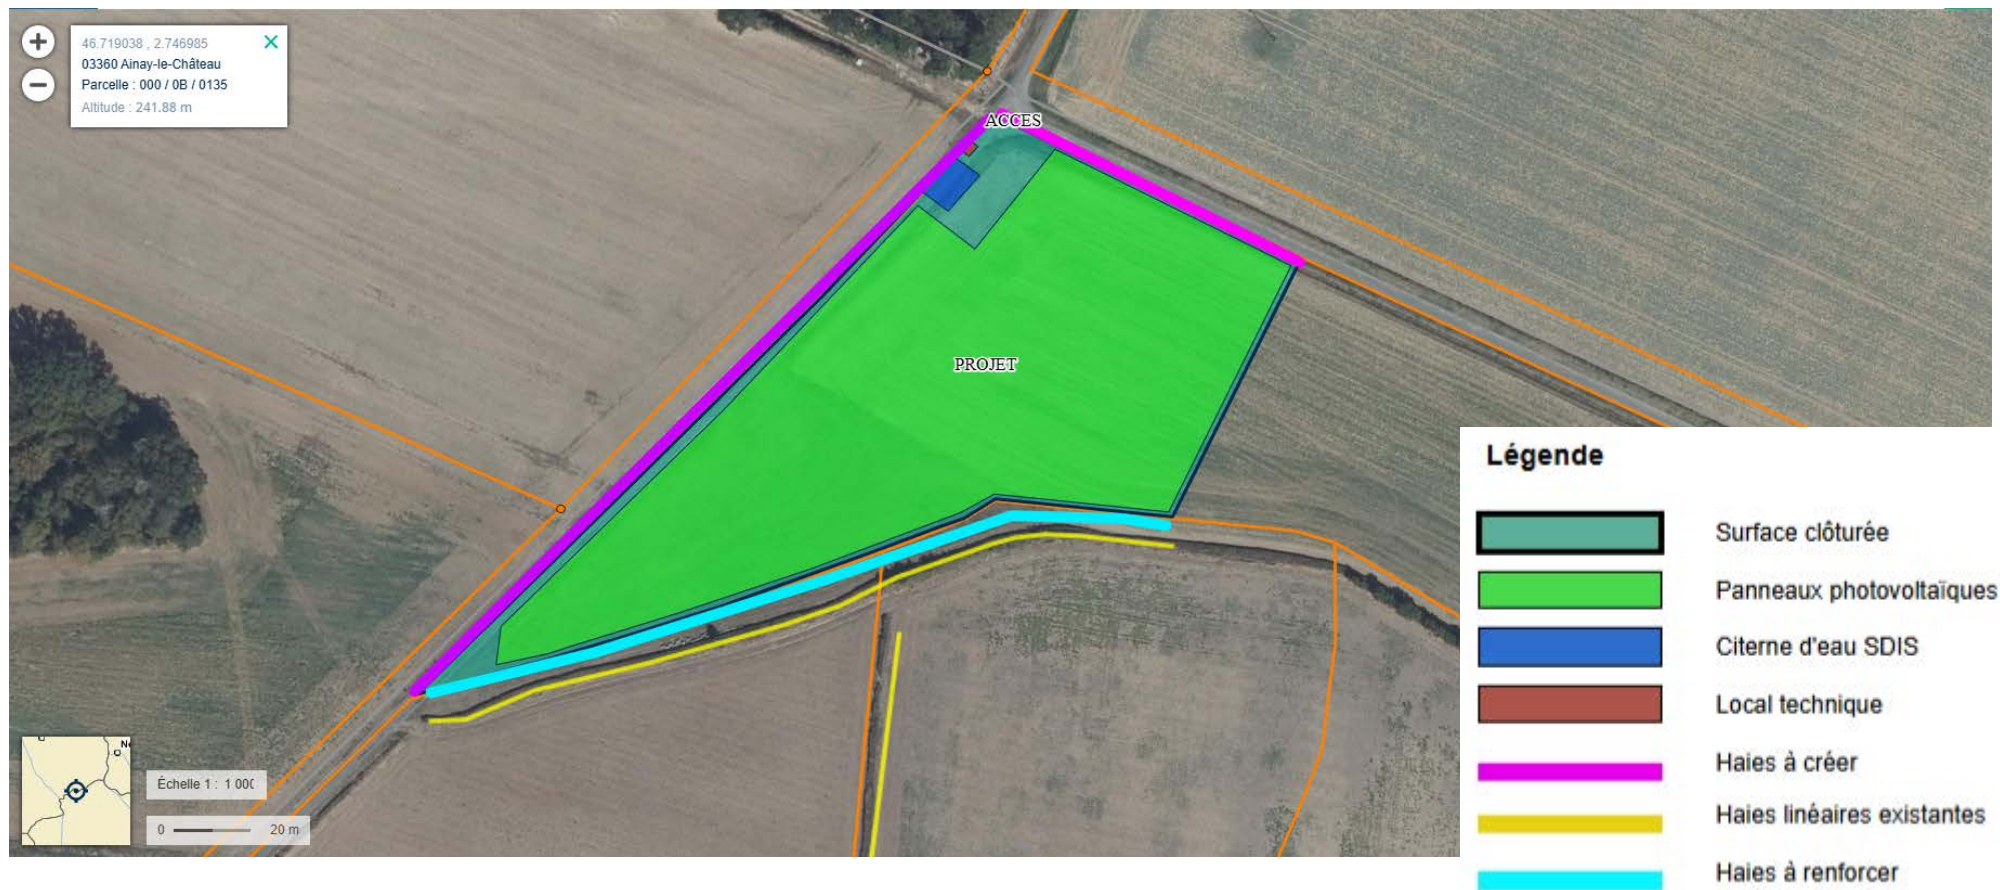 46.719038 , 2.746985
03360 Ainay-le-Château
Parcelle : 000 / 0B / 0135
Altitude : 241.88 m
ACCES
PROJET
Légende
Surface clôturée
Panneaux photovoltaïques
Citerne d'eau SDIS
Local technique
Haies à créer
Haies linéaires existantes
Haies à renforcer
Échelle 1 : 1 000
0 20 m